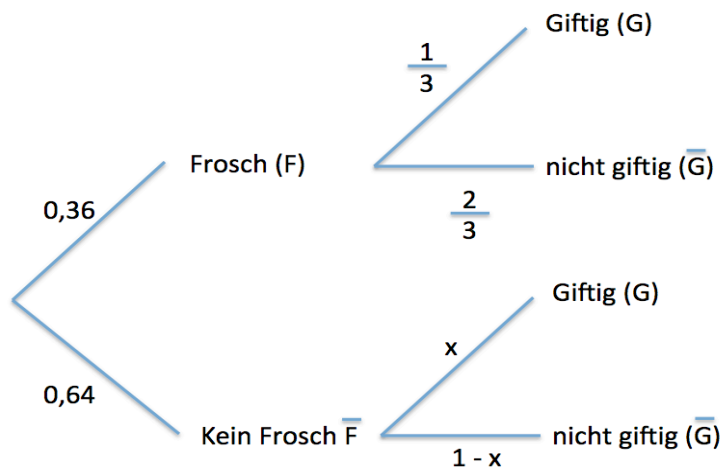 Giftig (G)
1
3
Frosch (F)
nicht giftig (G̅)
0,36
2
3
Giftig (G)
x
0,64
Kein Frosch F̅
nicht giftig (G̅)
1 - x